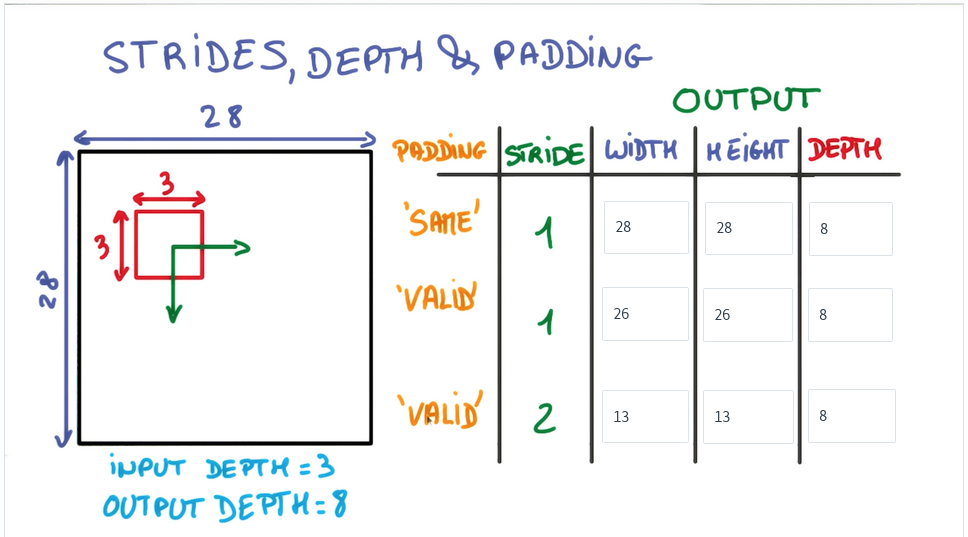 STRIDES, DEPTH & PADDING
OUTPUT
28
PADDING STRIDE WIDTH HEIGHT DEPTH
3
3
28
'SAME' 1 28 28 8
'VALID' 1 26 26 8
'VALID' 2 13 13 8
INPUT DEPTH = 3
OUTPUT DEPTH = 8